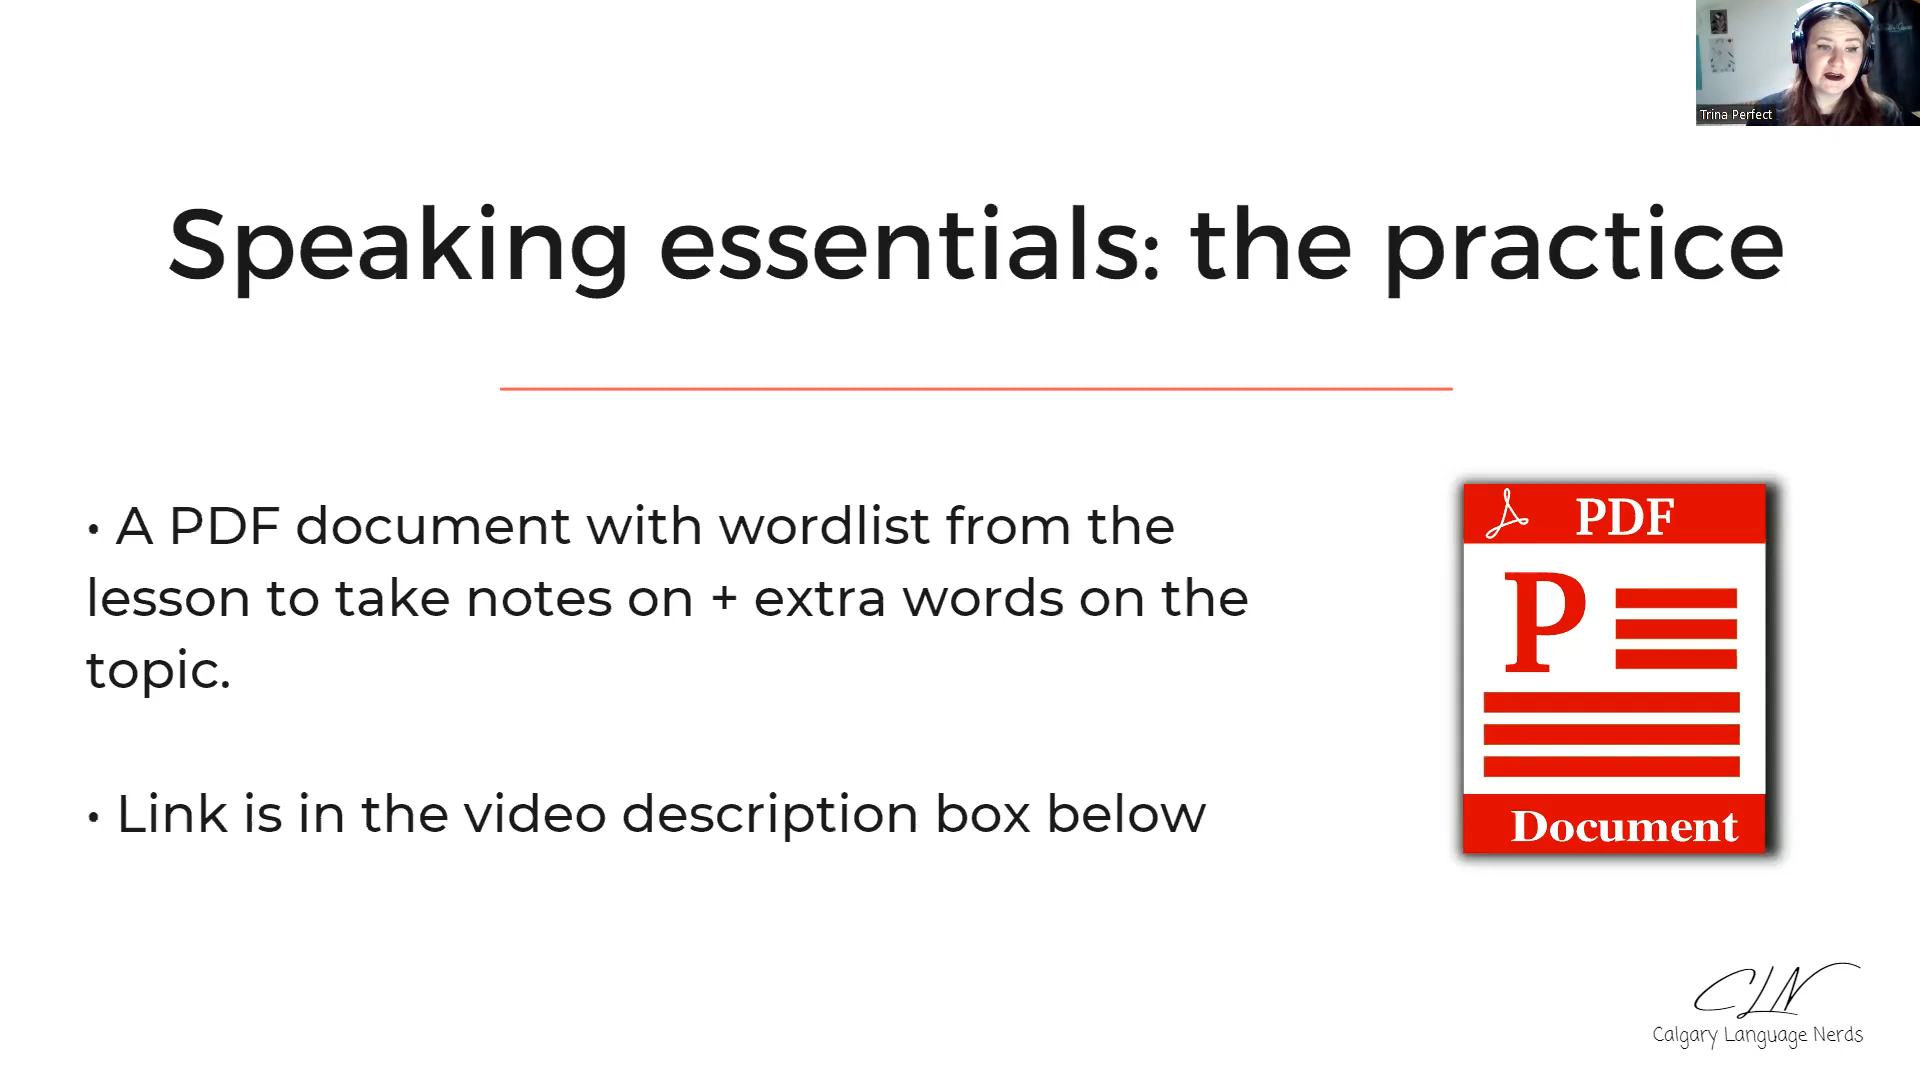 Trina Perfect
Speaking essentials: the practice
• A PDF document with wordlist from the
lesson to take notes on + extra words on the
topic.
• Link is in the video description box below
PDF
P
Document
CLN
Calgary Language Nerds